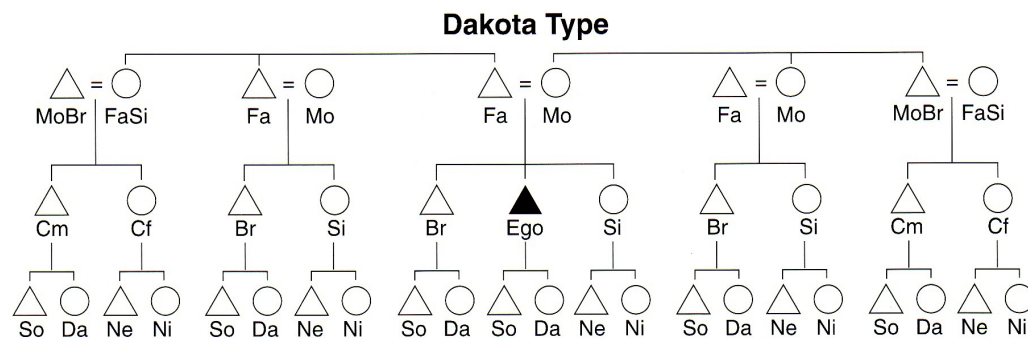 Dakota Type
= = = = =
MoBr FaSi Fa Mo Fa Mo Fa Mo MoBr FaSi
Cm Cf Br Si Br Ego Si Br Si Cm Cf
So Da Ne Ni So Da Ne Ni So Da So Da Ne Ni So Da Ne Ni So Da Ne Ni